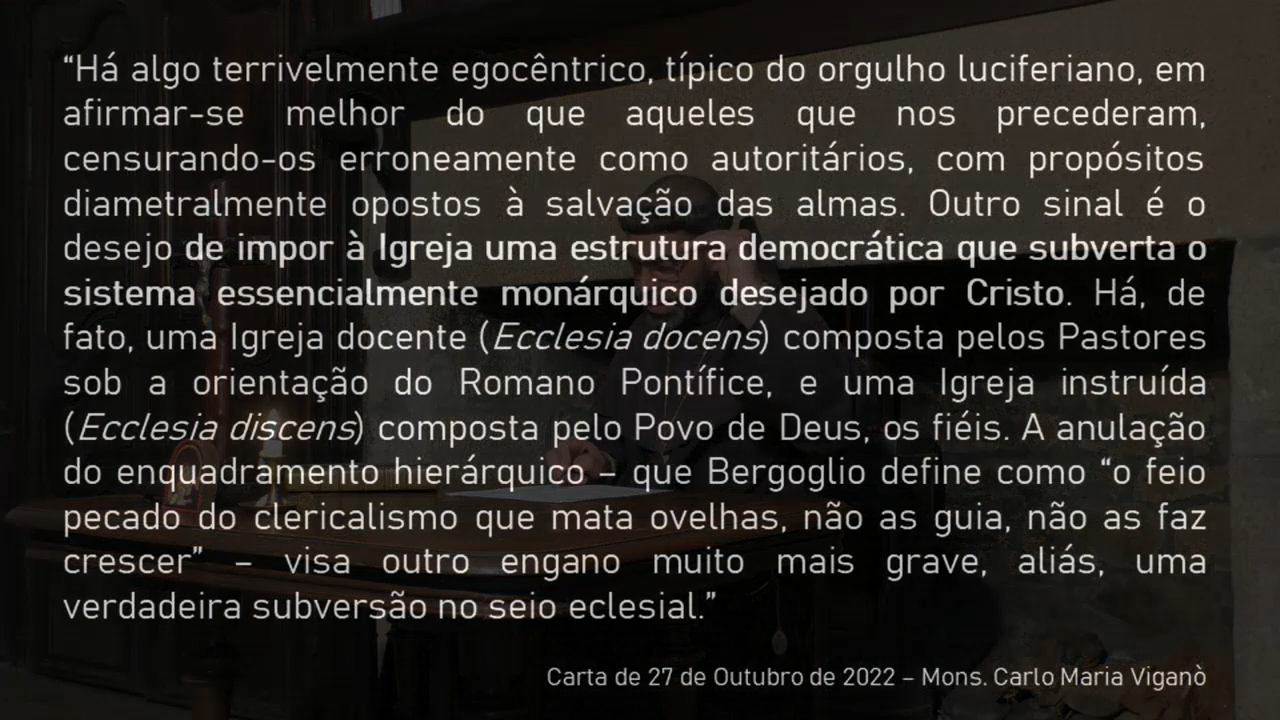 “Há algo terrivelmente egocêntrico, típico do orgulho luciferiano, em
afirmar-se melhor do que aqueles que nos precederam,
censurando-os erroneamente como autoritários, com propósitos
diametralmente opostos à salvação das almas. Outro sinal é o
desejo de impor à Igreja uma estrutura democrática que subverta o
sistema essencialmente monárquico desejado por Cristo. Há, de
fato, uma Igreja docente (Ecclesia docens) composta pelos Pastores
sob a orientação do Romano Pontífice, e uma Igreja instruída
(Ecclesia discens) composta pelo Povo de Deus, os fiéis. A anulação
do enquadramento hierárquico – que Bergoglio define como “o feio
pecado do clericalismo que mata ovelhas, não as guia, não as faz
crescer” – visa outro engano muito mais grave, aliás, uma
verdadeira subversão no seio eclesial.”
Carta de 27 de Outubro de 2022 – Mons. Carlo Maria Viganò